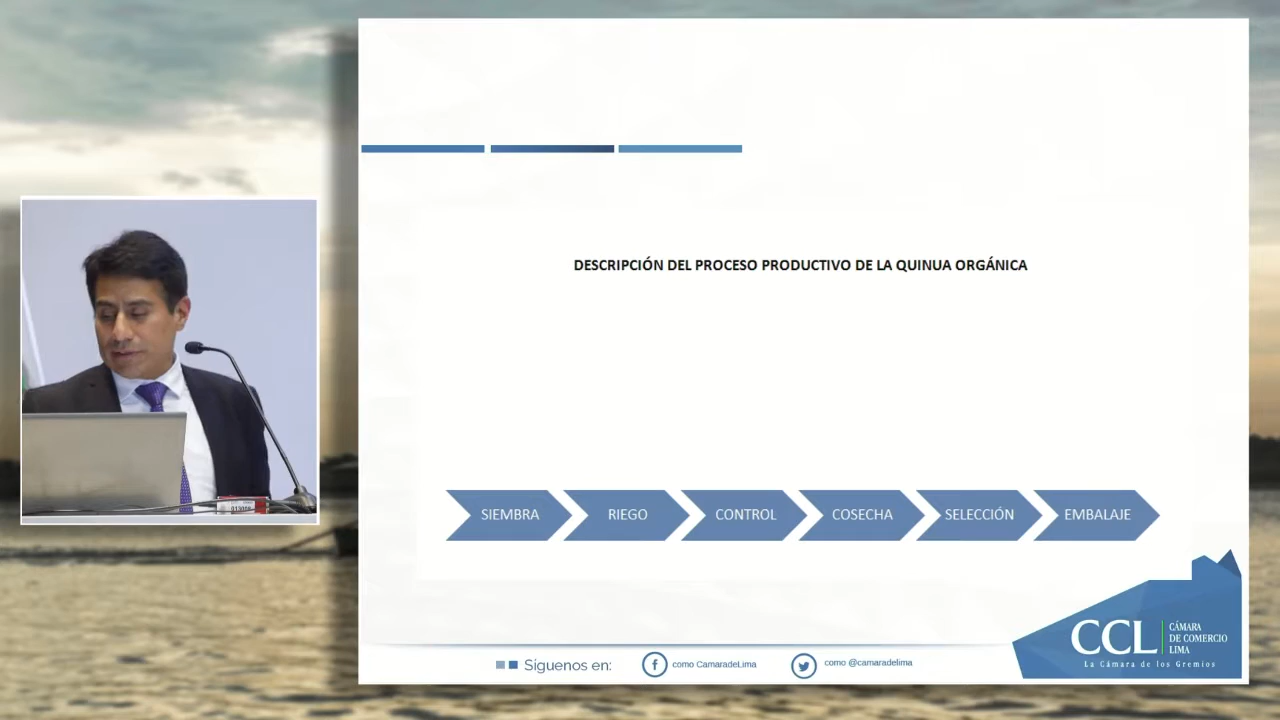 DESCRIPCIÓN DEL PROCESO PRODUCTIVO DE LA QUINUA ORGÁNICA
SIEMBRA
RIEGO
CONTROL
COSECHA
SELECCIÓN
EMBALAJE
CCL
CÁMARA
DE COMERCIO
LIMA
La Cámara de los Gremios
Síguenos en:
como CamaradeLima
como @camaradelima